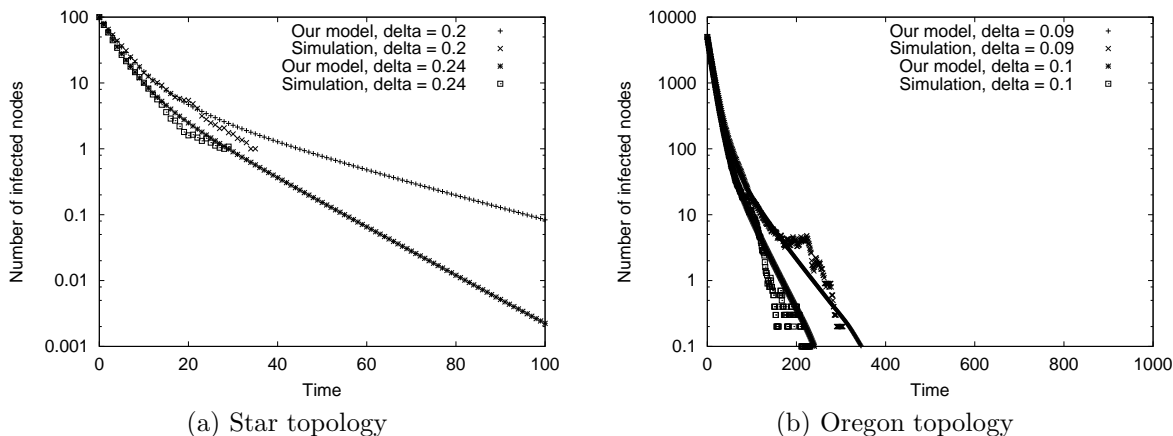 100
10
1
0.1
0.01
0.001
Number of infected nodes
0 20 40 60 80 100
Time
Our model, delta = 0.2
Simulation, delta = 0.2
Our model, delta = 0.24
Simulation, delta = 0.24
(a) Star topology
10000
1000
100
10
1
0.1
Number of infected nodes
0 200 400 600 800 1000
Time
Our model, delta = 0.09
Simulation, delta = 0.09
Our model, delta = 0.1
Simulation, delta = 0.1
(b) Oregon topology